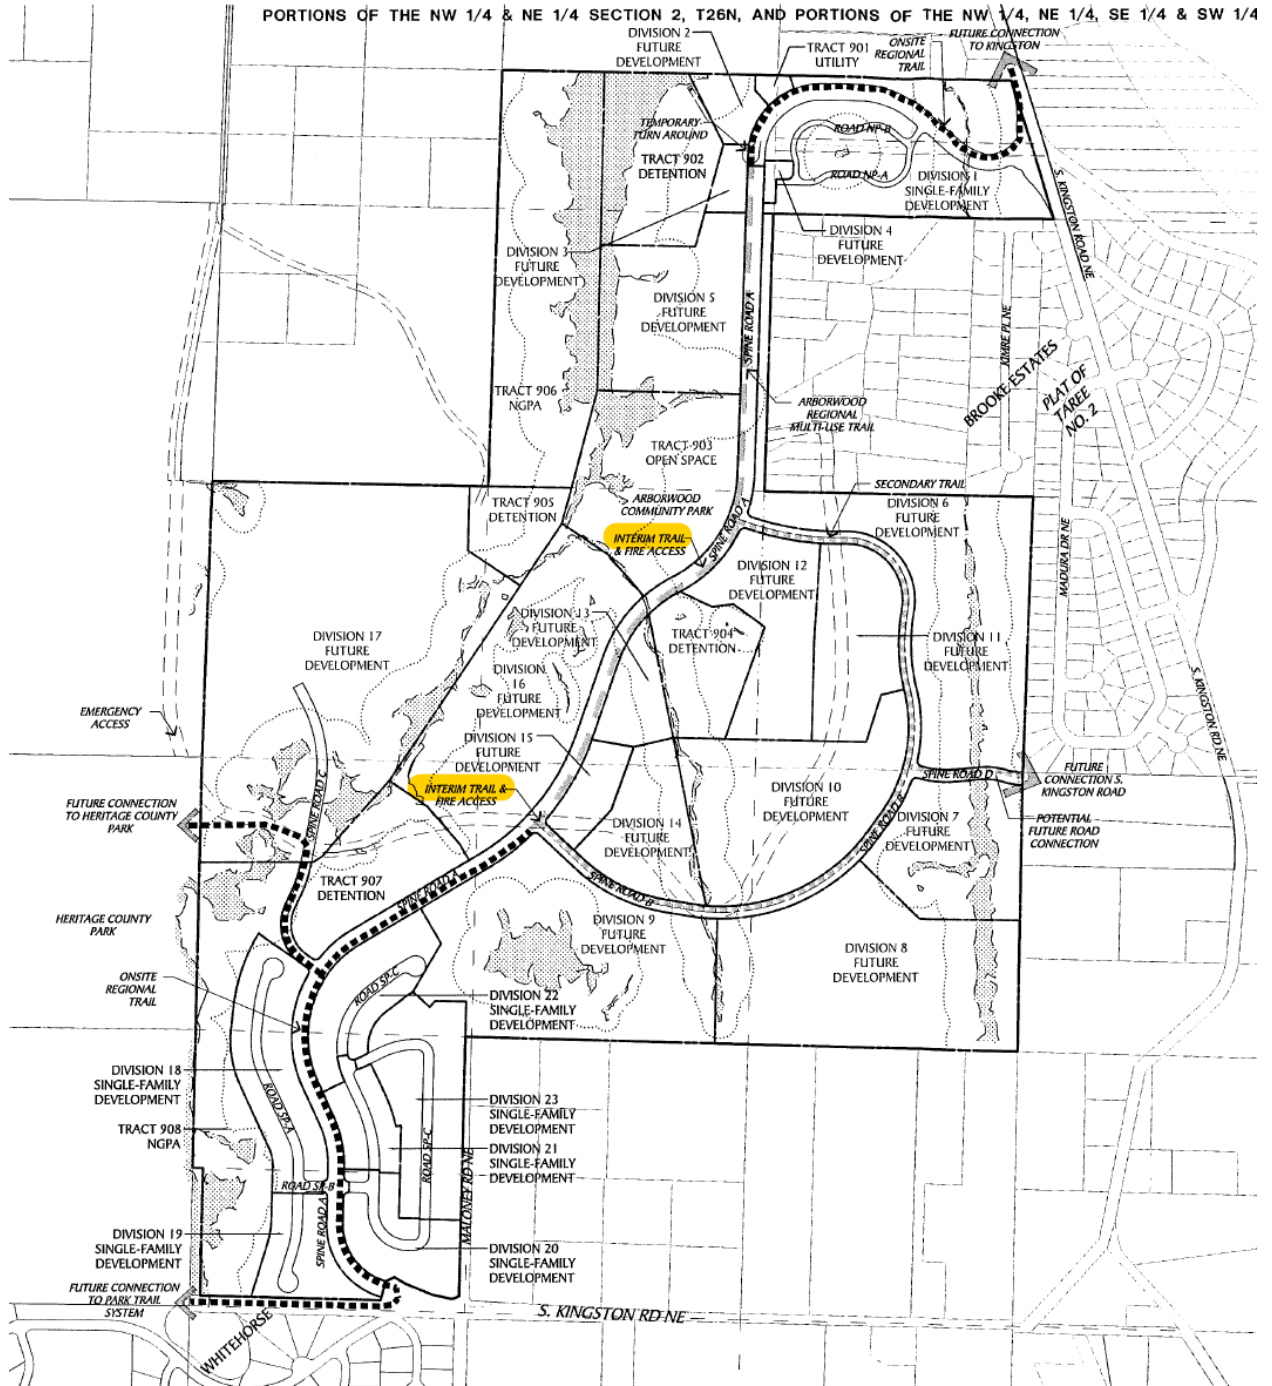 PORTIONS OF THE NW 1/4 & NE 1/4 SECTION 2, T26N, AND PORTIONS OF THE NW 1/4, NE 1/4, SE 1/4 & SW 1/4
DIVISION 2
FUTURE
DEVELOPMENT
TRACT 901
UTILITY
ONSITE
REGIONAL
TRAIL
FUTURE CONNECTION
TO KINGSTON
TEMPORARY
TURN AROUND
ROAD NP-B
TRACT 902
DETENTION
ROAD NP-A
DIVISION 1
SINGLE-FAMILY
DEVELOPMENT
S. KINGSTON ROAD NE
DIVISION 3
FUTURE
DEVELOPMENT
DIVISION 4
FUTURE
DEVELOPMENT
DIVISION 5
FUTURE
DEVELOPMENT
SPINE ROAD A
KIMRE PL NE
BROOKE ESTATES
PLAT OF
TAREE
NO. 2
TRACT 906
NGPA
ARBORWOOD
REGIONAL
MULTI-USE TRAIL
TRACT 903
OPEN SPACE
SECONDARY TRAIL
TRACT 905
DETENTION
ARBORWOOD
COMMUNITY PARK
DIVISION 6
FUTURE
DEVELOPMENT
INTERIM TRAIL
& FIRE ACCESS
SPINE ROAD A
MADURA DR NE
DIVISION 12
FUTURE
DEVELOPMENT
DIVISION 13
FUTURE
DEVELOPMENT
TRACT 904
DETENTION
DIVISION 11
FUTURE
DEVELOPMENT
DIVISION 17
FUTURE
DEVELOPMENT
DIVISION
16
FUTURE
DEVELOPMENT
S. KINGSTON RD NE
EMERGENCY
ACCESS
DIVISION 15
FUTURE
DEVELOPMENT
SPINE ROAD C
INTERIM TRAIL &
FIRE ACCESS
DIVISION 10
FUTURE
DEVELOPMENT
SPINE ROAD D
FUTURE
CONNECTION S.
KINGSTON ROAD
FUTURE CONNECTION
TO HERITAGE COUNTY
PARK
DIVISION 14
FUTURE
DEVELOPMENT
SPINE ROAD B
DIVISION 7
FUTURE
DEVELOPMENT
POTENTIAL
FUTURE ROAD
CONNECTION
TRACT 907
DETENTION
SPINE ROAD A
SPINE ROAD B
HERITAGE COUNTY
PARK
DIVISION 9
FUTURE
DEVELOPMENT
DIVISION 8
FUTURE
DEVELOPMENT
ONSITE
REGIONAL
TRAIL
ROAD SP-C
DIVISION 22
SINGLE-FAMILY
DEVELOPMENT
DIVISION 18
SINGLE-FAMILY
DEVELOPMENT
ROAD SP-A
DIVISION 23
SINGLE-FAMILY
DEVELOPMENT
TRACT 908
NGPA
ROAD SP-C
DIVISION 21
SINGLE-FAMILY
DEVELOPMENT
MALONEY RD NE
ROAD SP-B
SPINE ROAD A
DIVISION 19
SINGLE-FAMILY
DEVELOPMENT
DIVISION 20
SINGLE-FAMILY
DEVELOPMENT
FUTURE CONNECTION
TO PARK TRAIL
SYSTEM
S. KINGSTON RD NE
WHITEHORSE